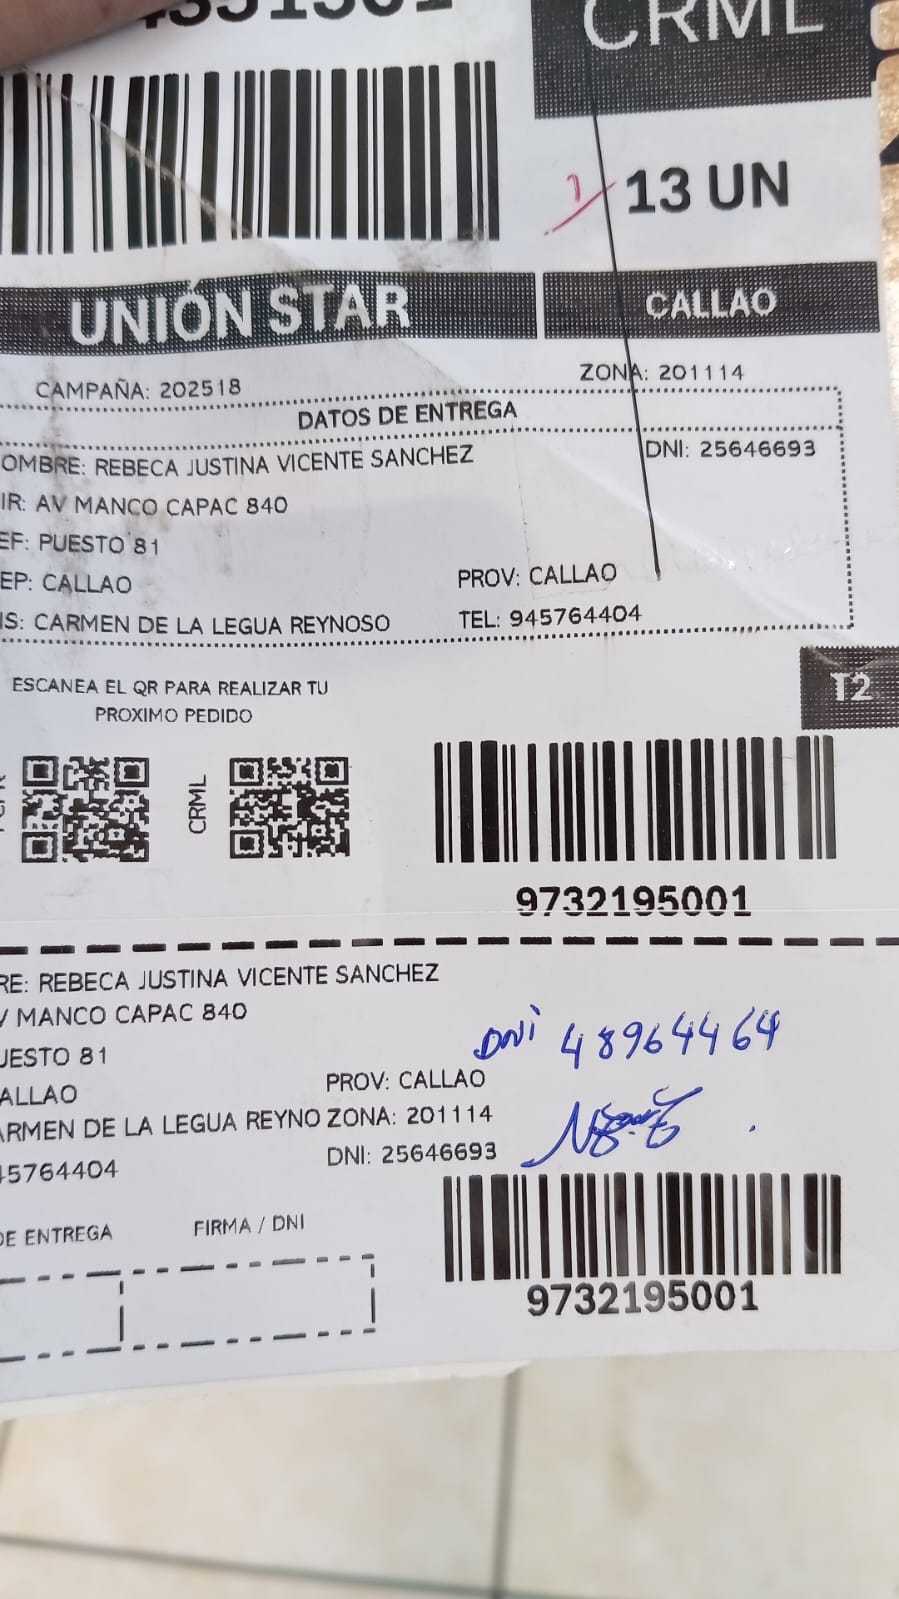 CRML
13 UN
UNIÓN STAR
CALLAO
CAMPAÑA: 202518
ZONA: 201114
DATOS DE ENTREGA
OMBRE: REBECA JUSTINA VICENTE SANCHEZ
DNI: 25646693
IR: AV MANCO CAPAC 840
EF: PUESTO 81
EP: CALLAO
PROV: CALLAO
IS: CARMEN DE LA LEGUA REYNOSO
TEL: 945764404
ESCANEA EL QR PARA REALIZAR TU
PROXIMO PEDIDO
T2
CRML
9732195001
RE: REBECA JUSTINA VICENTE SANCHEZ
V MANCO CAPAC 840
UESTO 81
DNI 48964464
ALLAO
PROV: CALLAO
ARMEN DE LA LEGUA REYNO ZONA: 201114
45764404
DNI: 25646693
DE ENTREGA
FIRMA / DNI
9732195001